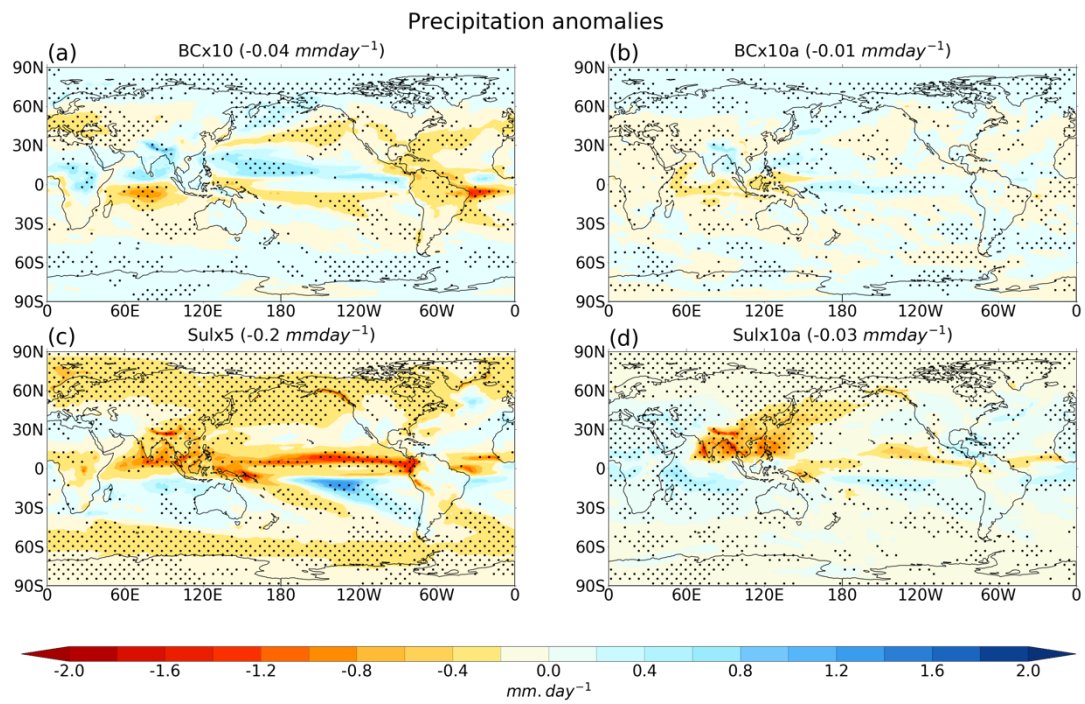 Precipitation anomalies
(a) BCx10 (-0.04 mmday⁻¹)
(b) BCx10a (-0.01 mmday⁻¹)
90N
60N
30N
0
30S
60S
90S
60E 120E 180 120W 60W 0
90N
60N
30N
0
30S
60S
90S
0 60E 120E 180 120W 60W 0
(c) Sulx5 (-0.2 mmday⁻¹)
(d) Sulx10a (-0.03 mmday⁻¹)
90N
60N
30N
0
30S
60S
90S
60E 120E 180 120W 60W 0
90N
60N
30N
0
30S
60S
90S
0 60E 120E 180 120W 60W 0
-2.0 -1.6 -1.2 -0.8 -0.4 0.0 0.4 0.8 1.2 1.6 2.0
mm. day⁻¹